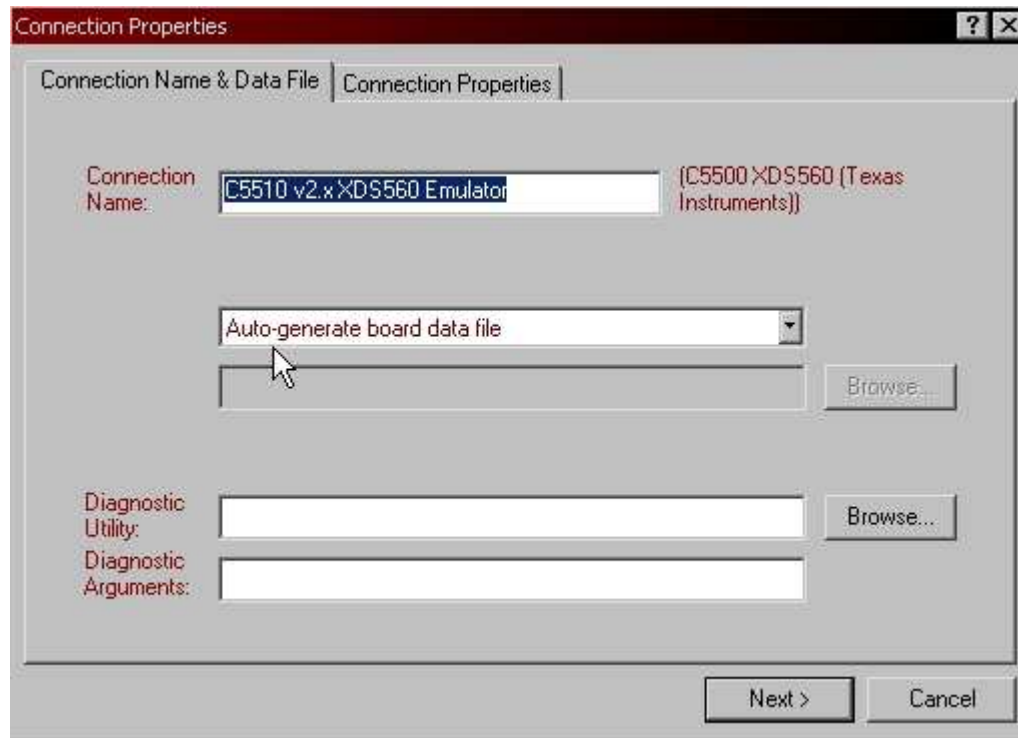 Connection Properties
Connection Name & Data File
Connection Properties
Connection
Name:
C5510 v2.x XDS560 Emulator
(C5500 XDS560 (Texas
Instruments))
Auto-generate board data file
Browse...
Diagnostic
Utility:
Browse...
Diagnostic
Arguments:
Next >
Cancel